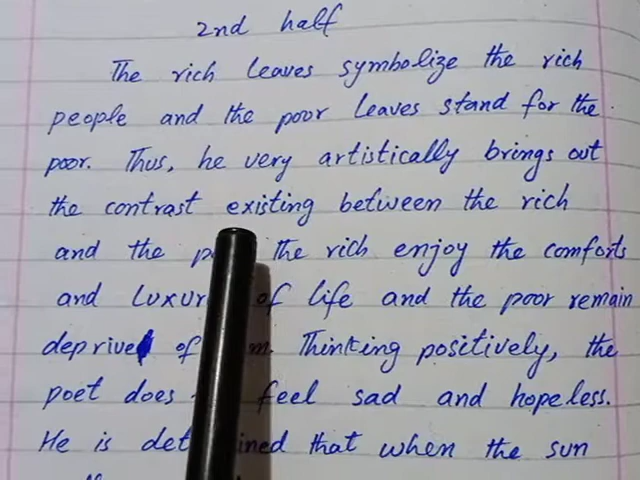 2nd half
The rich leaves symbolize the rich
people and the poor leaves stand for the
poor. Thus, he very artistically brings out
the contrast existing between the rich
and the the rich enjoy the comforts
and of life and the poor remain
of Thinking positively, the
poet does feel sad and hopeless.
He is that when the sun